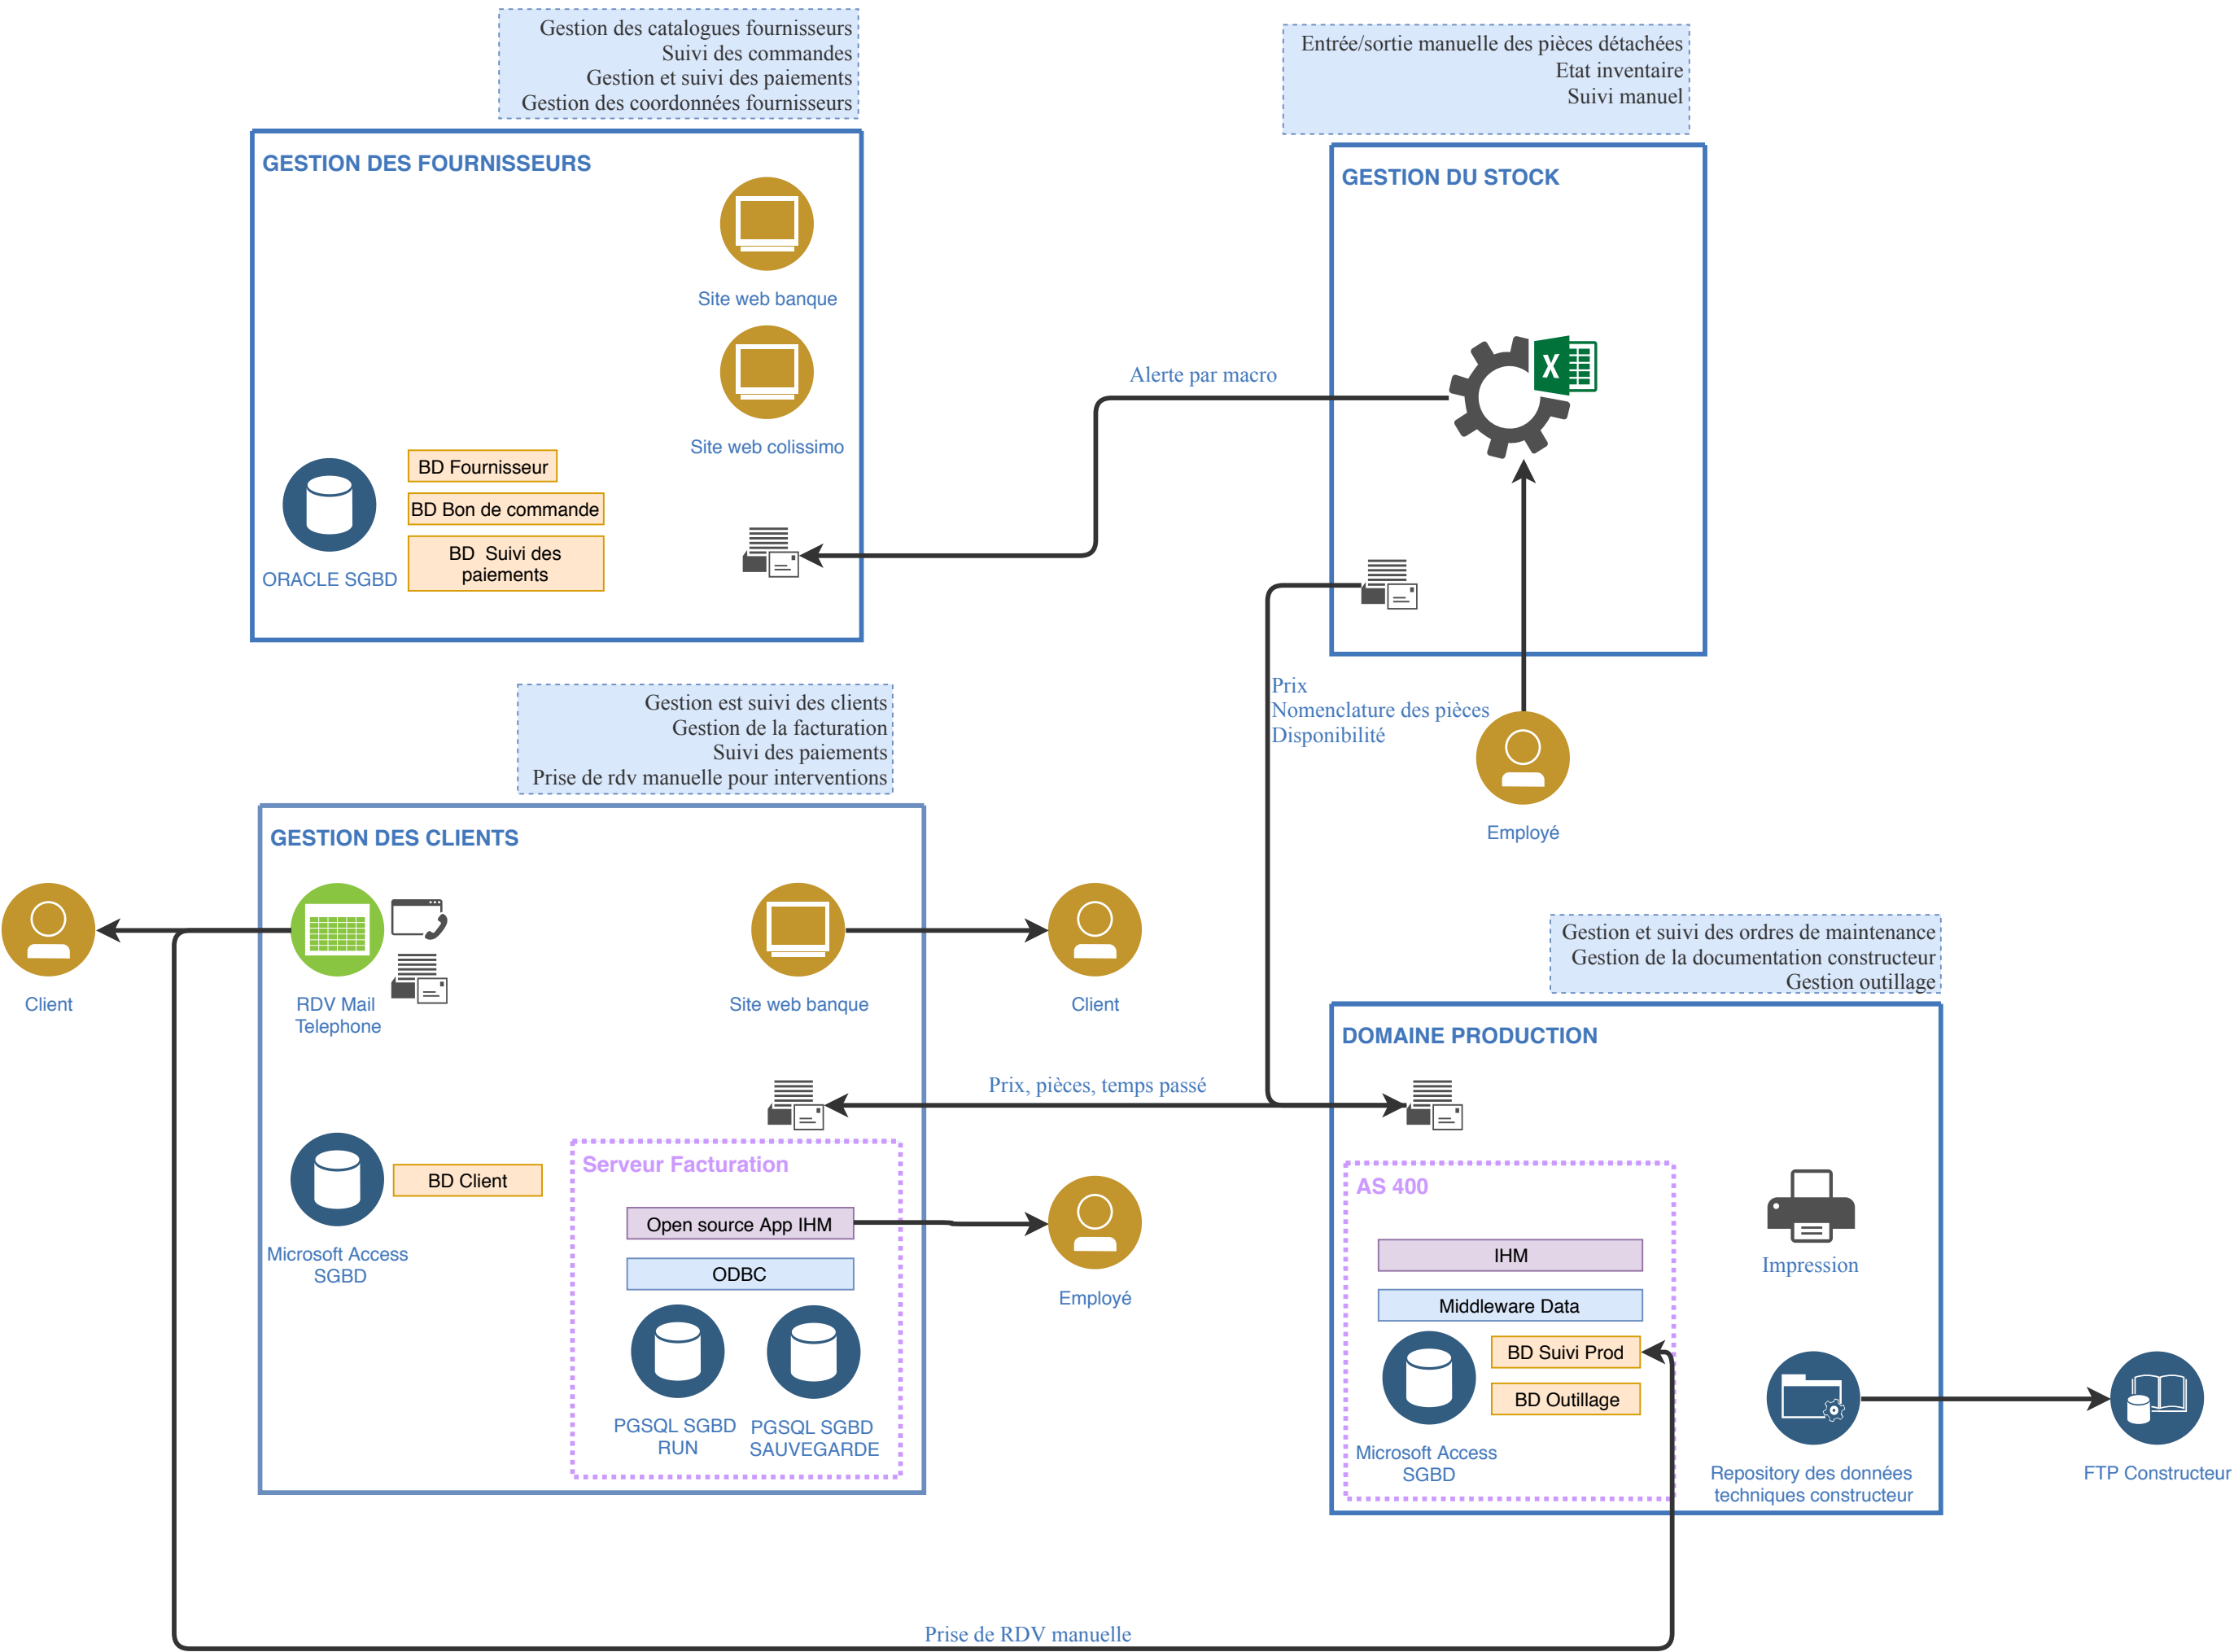 Gestion des catalogues fournisseurs
Suivi des commandes
Gestion et suivi des paiements
Gestion des coordonnées fournisseurs
GESTION DES FOURNISSEURS
Site web banque
Site web colissimo
BD Fournisseur
BD Bon de commande
BD Suivi des
paiements
ORACLE SGBD
Entrée/sortie manuelle des pièces détachées
Etat inventaire
Suivi manuel
GESTION DU STOCK
X
Alerte par macro
Prix
Nomenclature des pièces
Disponibilité
Employé
Gestion est suivi des clients
Gestion de la facturation
Suivi des paiements
Prise de rdv manuelle pour interventions
GESTION DES CLIENTS
Client
RDV Mail
Telephone
Site web banque
Client
Prix, pièces, temps passé
BD Client
Microsoft Access
SGBD
Serveur Facturation
Open source App IHM
ODBC
PGSQL SGBD
RUN
PGSQL SGBD
SAUVEGARDE
Employé
Gestion et suivi des ordres de maintenance
Gestion de la documentation constructeur
Gestion outillage
DOMAINE PRODUCTION
AS 400
IHM
Middleware Data
BD Suivi Prod
BD Outillage
Microsoft Access
SGBD
Impression
Repository des données
techniques constructeur
FTP Constructeur
Prise de RDV manuelle